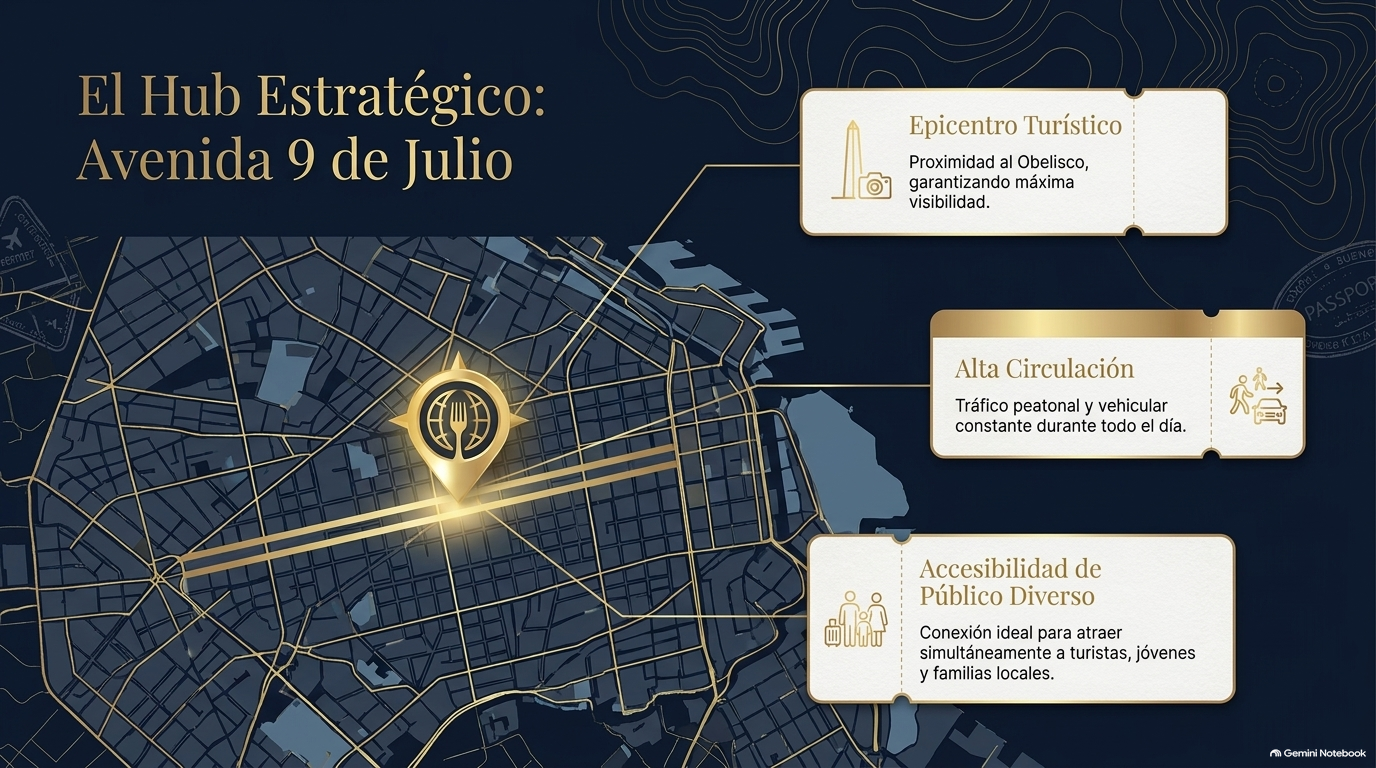 El Hub Estratégico:
Avenida 9 de Julio
Epicentro Turístico
Proximidad al Obelisco,
garantizando máxima
visibilidad.
Alta Circulación
Tráfico peatonal y vehicular
constante durante todo el día.
Accesibilidad de
Público Diverso
Conexión ideal para atraer
simultáneamente a turistas, jóvenes
y familias locales.
Gemini Notebook